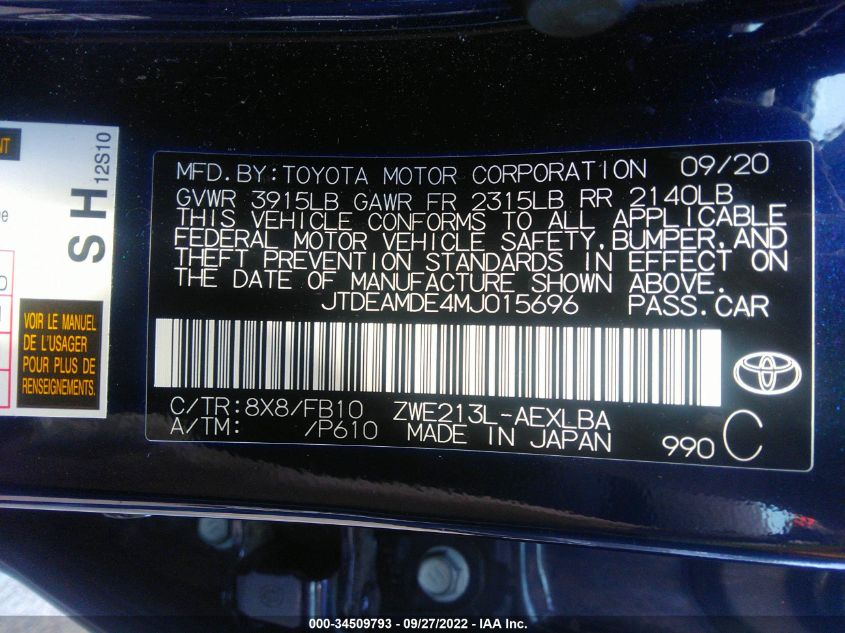 NT
SH
12S10
VOIR LE MANUEL
DE L'USAGER
POUR PLUS DE
RENSEIGNEMENTS.
MFD.BY:TOYOTA MOTOR CORPORATION 09/20
GVWR 3915LB GAWR FR 2315LB RR 2140LB
THIS VEHICLE CONFORMS TO ALL APPLICABLE
FEDERAL MOTOR VEHICLE SAFETY,BUMPER,AND
THEFT PREVENTION STANDARDS IN EFFECT ON
THE DATE OF MANUFACTURE SHOWN ABOVE.
JTDEAMDE4MJ015696 PASS.CAR
C/TR:8X8/FB10 ZWE213L-AEXLBA
A/TM: /P610 MADE IN JAPAN 990 C
000-34509793 - 09/27/2022 - IAA Inc.